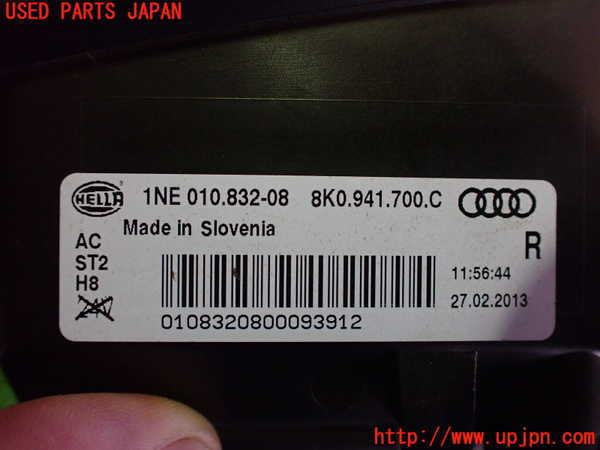 USED PARTS JAPAN
HELLA 1NE 010.832-08 8K0.941.700.C
Made in Slovenia
AC
ST2
H8
24V
R
11:56:44
27.02.2013
0108320800093912
http://www.upjpn.com/